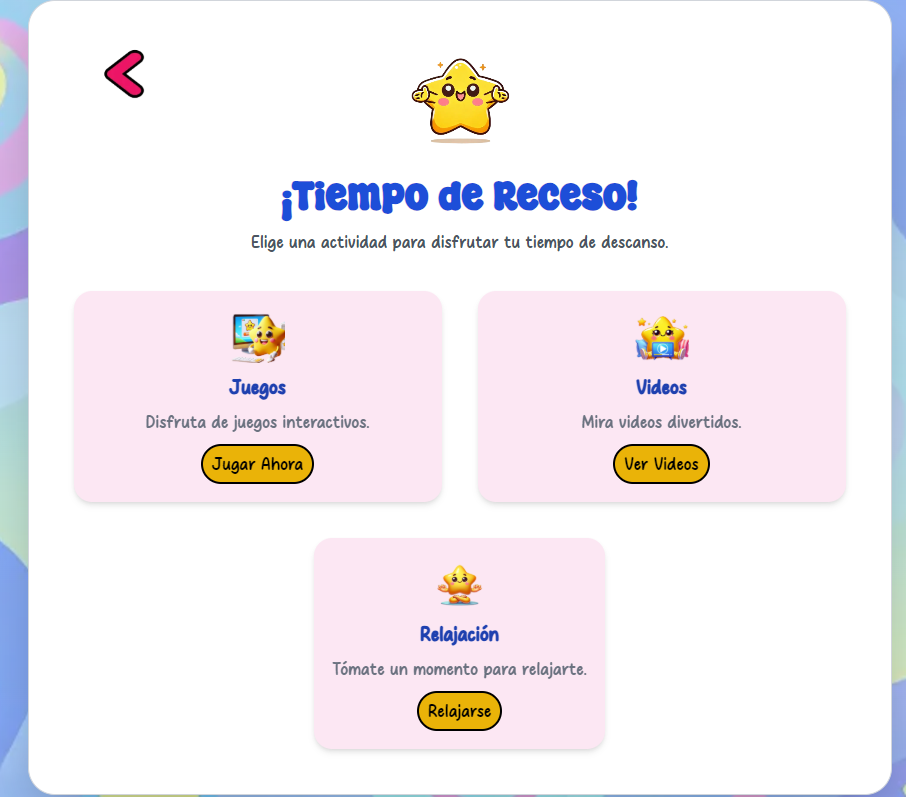 ¡Tiempo de Receso!
Elige una actividad para disfrutar tu tiempo de descanso.
Juegos
Disfruta de juegos interactivos.
Jugar Ahora
Videos
Mira videos divertidos.
Ver Videos
Relajación
Tómate un momento para relajarte.
Relajarse